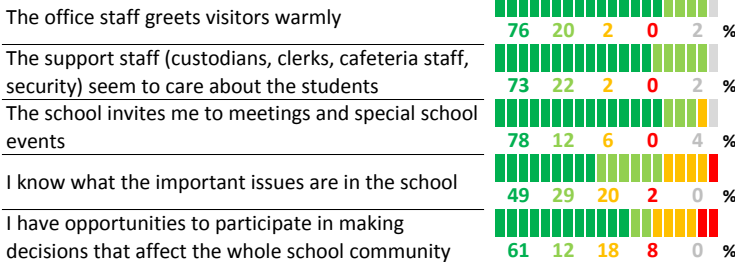 The office staff greets visitors warmly
76 20 2 0 2 %
The support staff (custodians, clerks, cafeteria staff,
security) seem to care about the students
73 22 2 0 2 %
The school invites me to meetings and special school
events
78 12 6 0 4 %
I know what the important issues are in the school
49 29 20 2 0 %
I have opportunities to participate in making
decisions that affect the whole school community
61 12 18 8 0 %